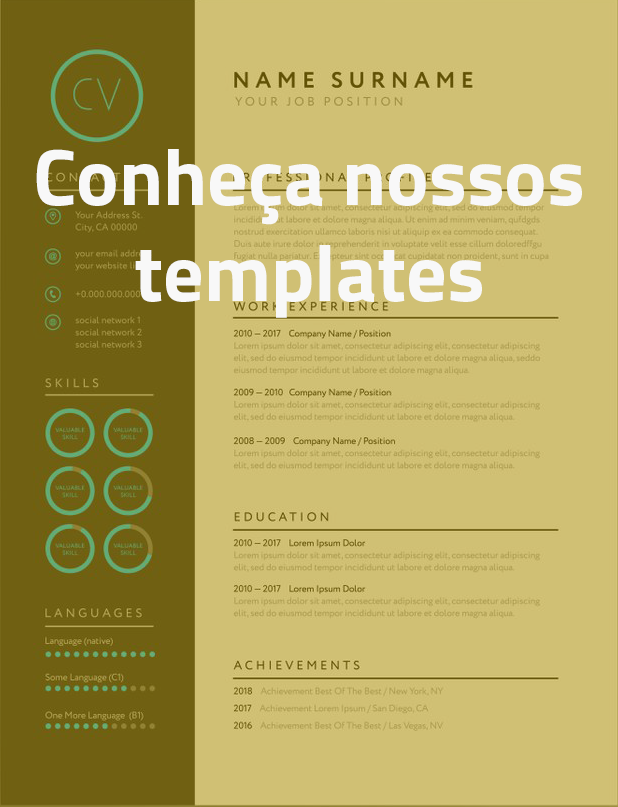 CV
Conheça nossos
templates
CONTACT
Your Address St.
City, CA 00000
your email
your website
+0.000.000.000
social network 1
social network 2
social network 3
SKILLS
VALUABLE
SKILL
VALUABLE
SKILL
VALUABLE
SKILL
VALUABLE
SKILL
VALUABLE
SKILL
VALUABLE
SKILL
LANGUAGES
Language (native)
Some Language (C1)
One More Language (B1)
NAME SURNAME
YOUR JOB POSITION
PROFESSIONAL PROFILE
Lorem ipsum dolor sit amet, consectetur adipiscing elit, sed do tempor
incididunt ut labore et dolore magna aliqua. Ut enim ad minim veniam, qufdgds
nostrud exercitation ullamco laboris nisi ut aliquip ex ea commodo consequat.
Duis aute irure dolor reprehenderit in voluptate velit esse cillum doloredffgu
fugiat nulla pariatur. Excepteur sint occaecat cupidatat non proident, sunt in cupa
WORK EXPERIENCE
2010 – 2017 Company Name / Position
Lorem ipsum dolor sit amet, consectetur adipiscing elit, consectetur adipiscing
elit, sed do eiusmod tempor incididunt ut labore et dolore magna aliqua, seddo
eiusmod tempor incididunt ut labore et dolore magna aliqua.
2009 – 2010 Company Name / Position
Lorem ipsum dolor sit amet, consectetur adipiscing elit, consectetur adipiscing
elit, sed do eiusmod tempor incididunt ut labore et dolore magna aliqua.
2008 – 2009 Company Name / Position
Lorem ipsum dolor sit amet, consectetur adipiscing elit, consectetur adipiscing
elit, sed do eiusmod tempor incididunt ut labore et dolore magna aliqua.
EDUCATION
2010 – 2017 Lorem Ipsum Dolor
Lorem ipsum dolor sit amet, consectetur adipiscing elit, consectetur adipiscing
elit, sed do eiusmod tempor incididunt ut labore et dolore magna aliqua.
2010 – 2017 Lorem Ipsum Dolor
Lorem ipsum dolor sit amet, consectetur adipiscing elit, consectetur adipiscing
elit, sed do eiusmod tempor incididunt ut labore et dolore magna aliqua.
ACHIEVEMENTS
2018 Achievement Best Of The Best / New York, NY
2017 Achievement Lorem Ipsum / San Diego, CA
2016 Achievement Best Of The Best / Las Vegas, NV